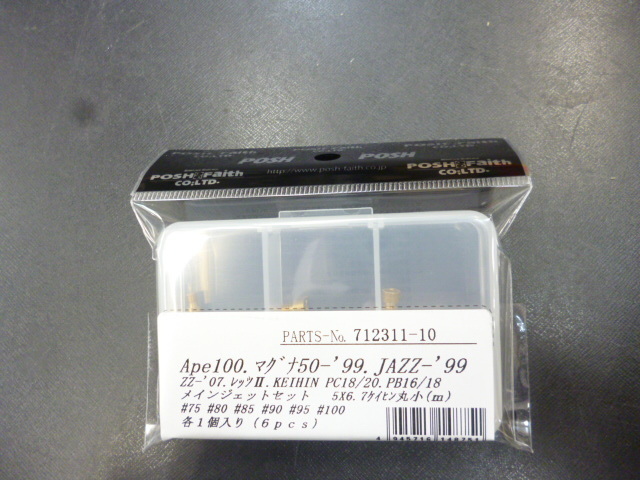 POSH POSH
POSH Faith
CO;LTD.
POSH Faith
CO;LTD.
http://www.posh-faith.co.jp
PARTS-No. 712311-10
Ape100.マグナ50-'99.JAZZ-'99
ZZ-'07.レッツⅡ.KEIHIN PC18/20.PB16/18
メインジェットセット 5X6.7ケイヒン丸小(m)
#75 #80 #85 #90 #95 #100
各1個入り(6pcs)